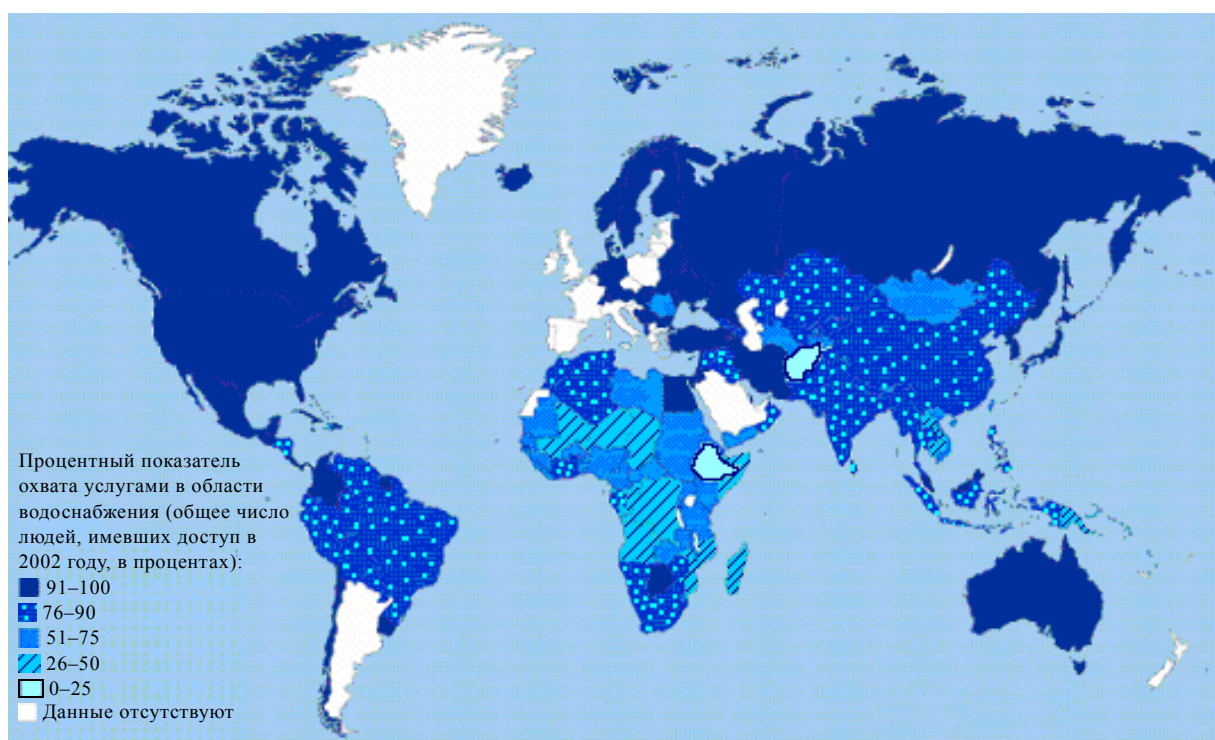 Процентный показатель
охвата услугами в области
водоснабжения (общее число
людей, имевших доступ в
2002 году, в процентах):
91–100
76–90
51–75
26–50
0–25
Данные отсутствуют